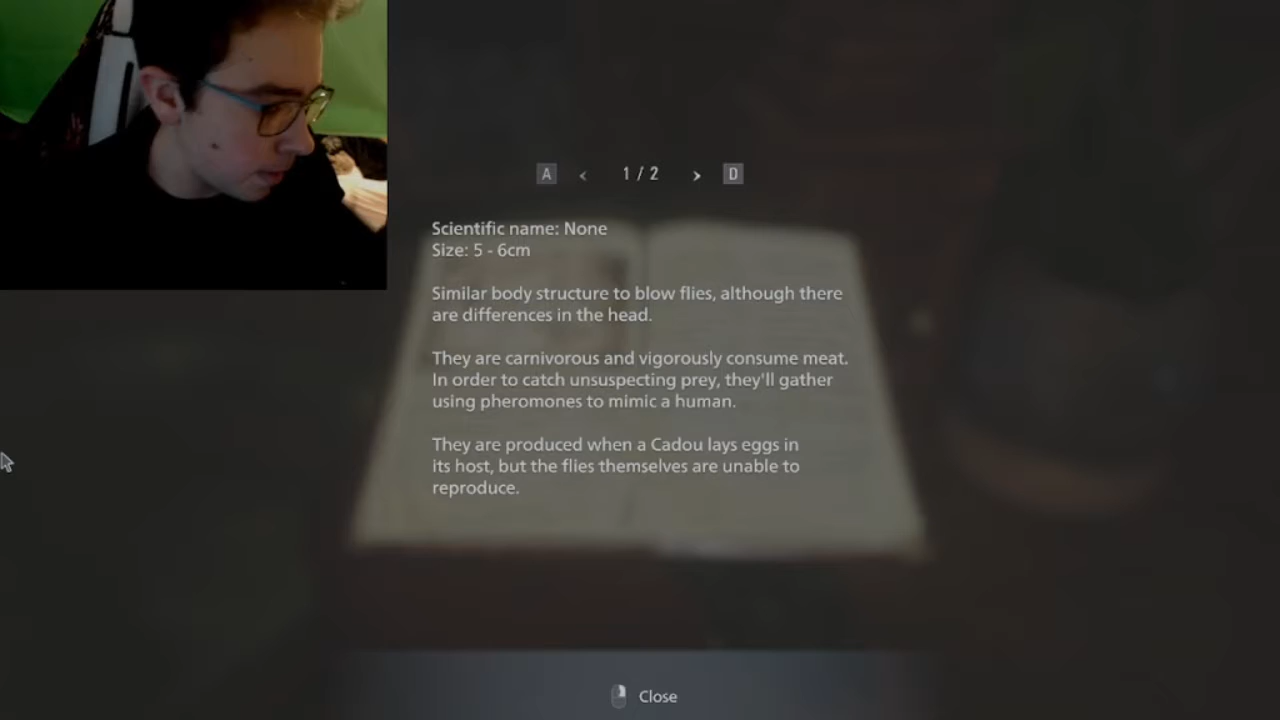 A < 1 / 2 > D
Scientific name: None
Size: 5 - 6cm
Similar body structure to blow flies, although there
are differences in the head.
They are carnivorous and vigorously consume meat.
In order to catch unsuspecting prey, they'll gather
using pheromones to mimic a human.
They are produced when a Cadou lays eggs in
its host, but the flies themselves are unable to
reproduce.
Close